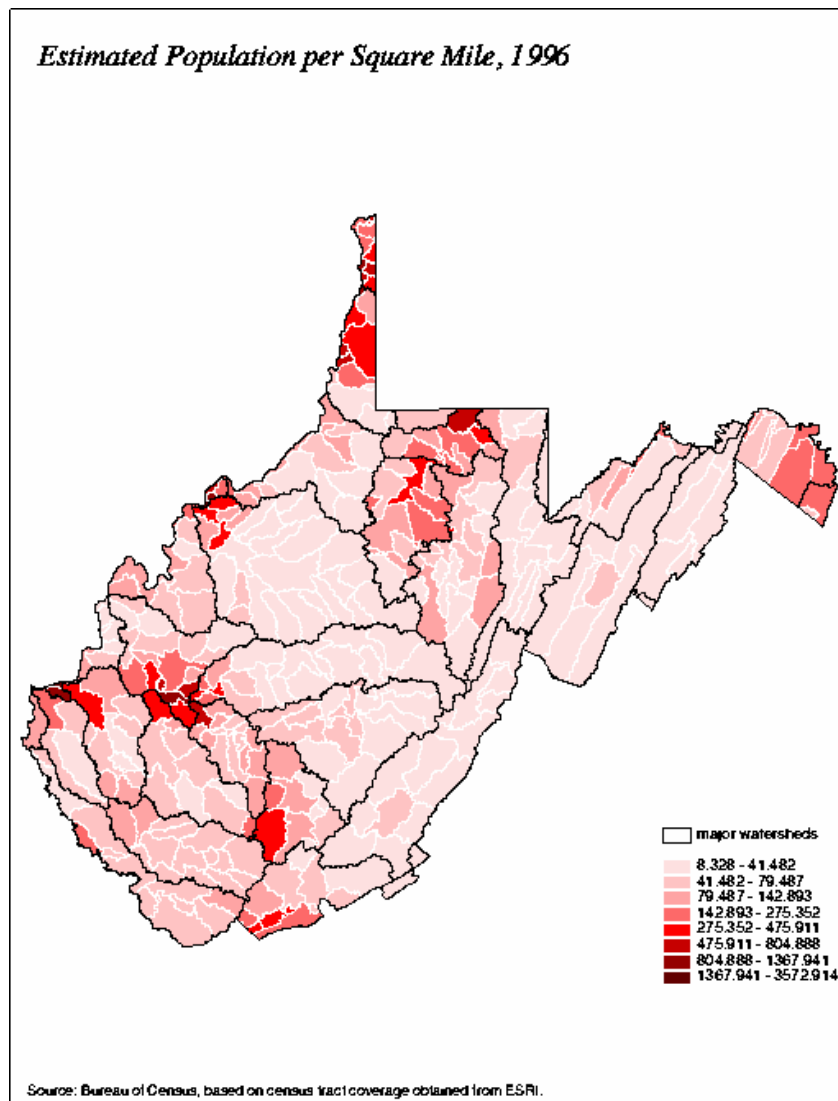 Estimated Population per Square Mile, 1996
major watersheds
8.328 - 41.482
41.482 - 79.487
79.487 - 142.893
142.893 - 275.352
275.352 - 475.911
475.911 - 804.888
804.888 - 1367.941
1367.941 - 3572.914
Source: Bureau of Census, based on census tract coverage obtained from ESRI.